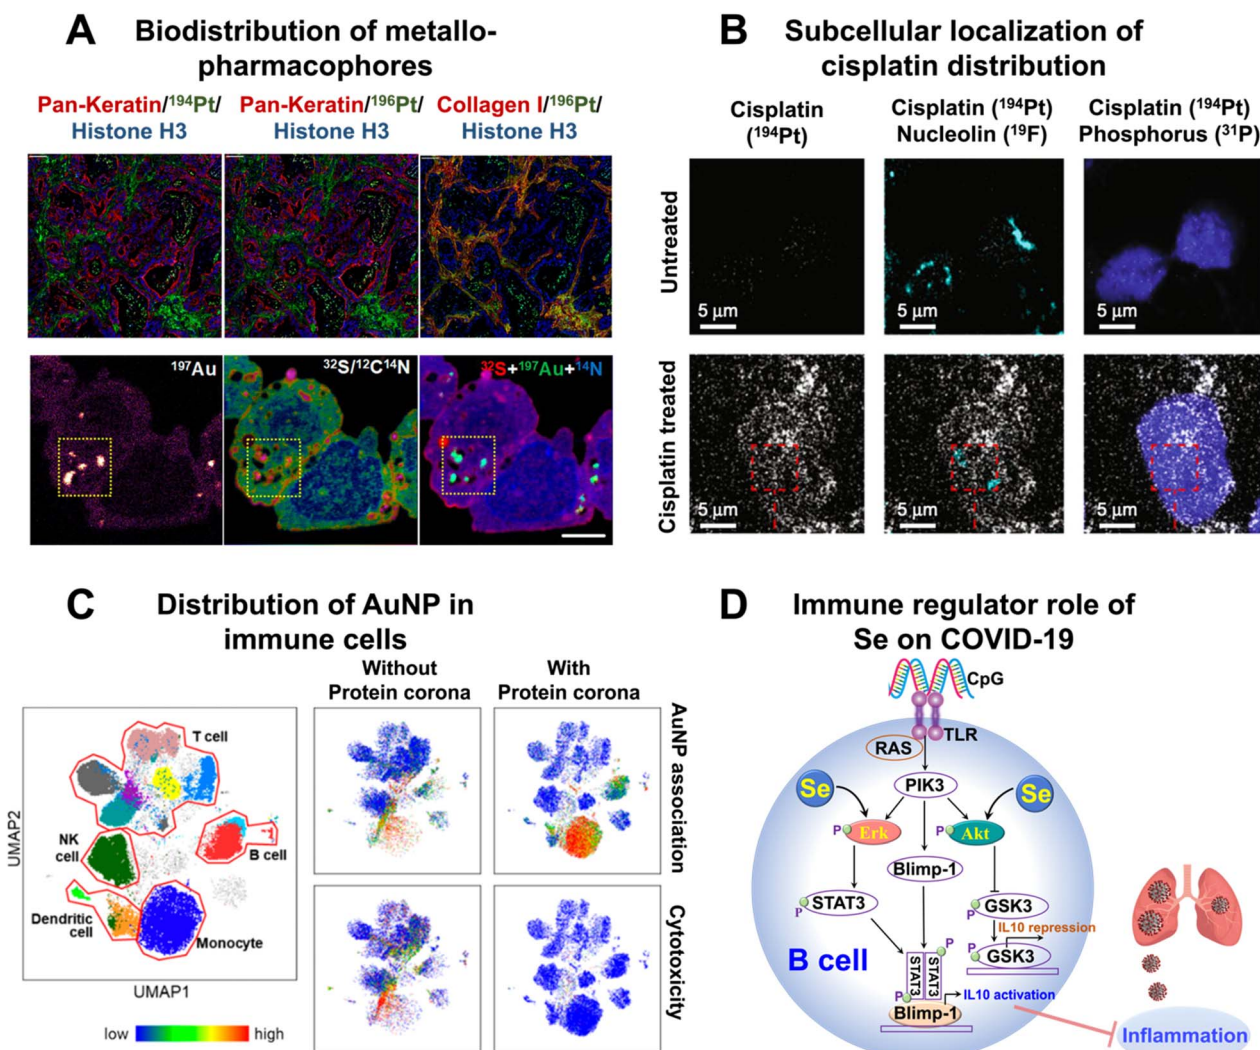 A
Biodistribution of metallo-
pharmacophores
Pan-Keratin/¹⁹⁴Pt/
Histone H3
Pan-Keratin/¹⁹⁶Pt/
Histone H3
Collagen I/¹⁹⁶Pt/
Histone H3
¹⁹⁷Au
³²S/¹²C¹⁴N
³²S+¹⁹⁷Au+¹⁴N
B
Subcellular localization of
cisplatin distribution
Cisplatin
(¹⁹⁴Pt)
Cisplatin (¹⁹⁴Pt)
Nucleolin (¹⁹F)
Cisplatin (¹⁹⁴Pt)
Phosphorus (³¹P)
Untreated
5 μm
5 μm
5 μm
Cisplatin treated
5 μm
5 μm
5 μm
C
Distribution of AuNP in
immune cells
Without
Protein corona
With
Protein corona
T cell
NK
cell
B cell
Dendritic
cell
Monocyte
UMAP2
UMAP1
low
high
AuNP association
Cytotoxicity
D
Immune regulator role of
Se on COVID-19
CpG
TLR
RAS
PIK3
Se
Se
P
Erk
P
Akt
Blimp-1
P
STAT3
P
GSK3
IL10 repression
P
GSK3
B cell
P
STAT3
STAT3
P
IL10 activation
Blimp-1
Inflammation